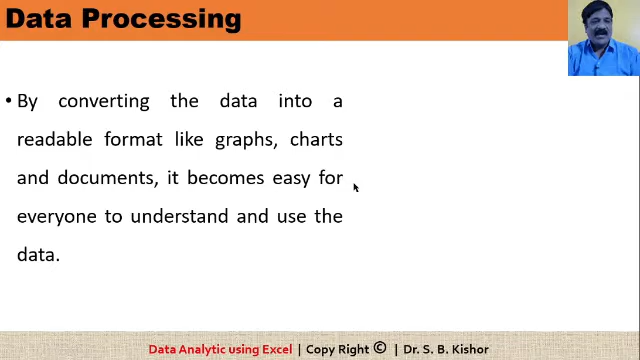 Data Processing
• By converting the data into a
readable format like graphs, charts
and documents, it becomes easy for
everyone to understand and use the
data.
Data Analytic using Excel | Copy Right © | Dr. S. B. Kishor